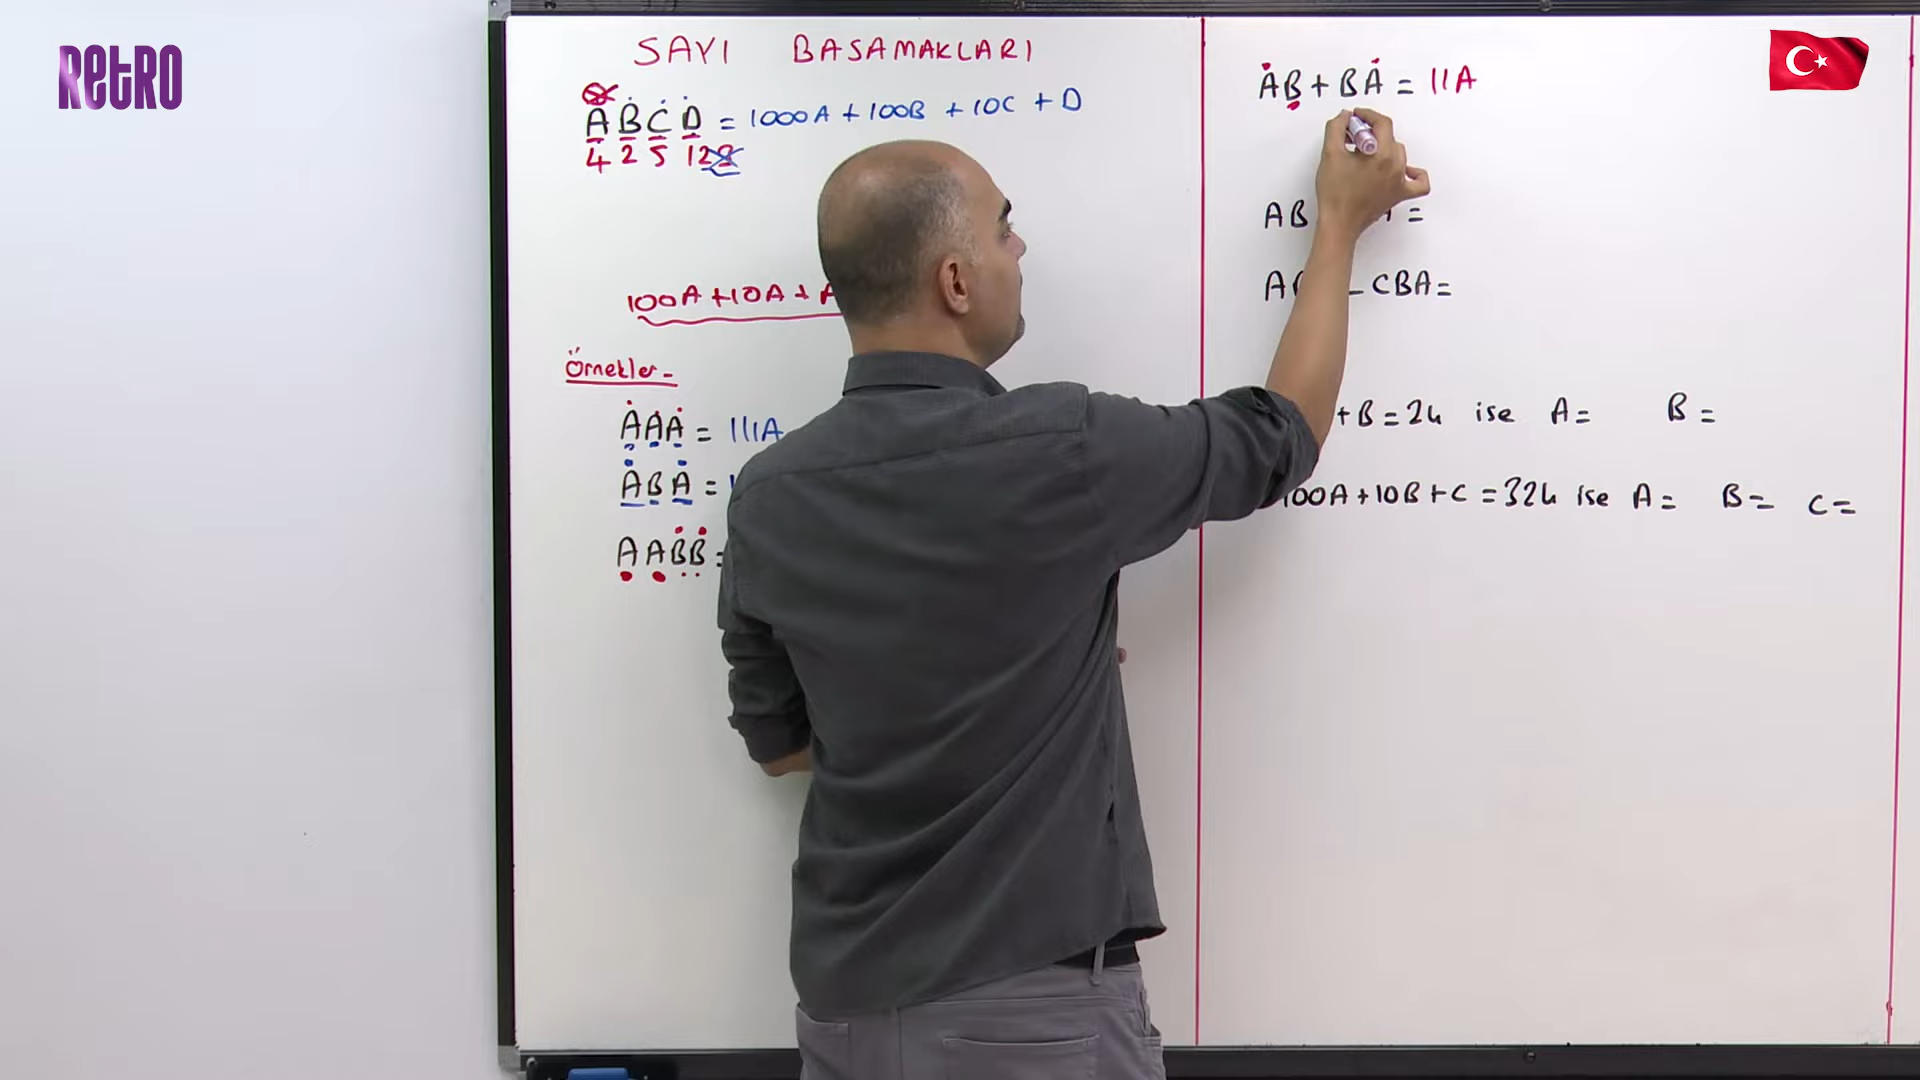 RETRO
SAYI BASAMAKLARI
ABCD = 1000A + 100B + 10C + D
4 2 5 12
100A + 10A + A
Örnekler -
AAA = 111A
ABA =
AABB =
AB + BA = 11A
AB =
CBA =
+ B = 24 ise A = B =
100A + 10B + C = 324 ise A = B = C =